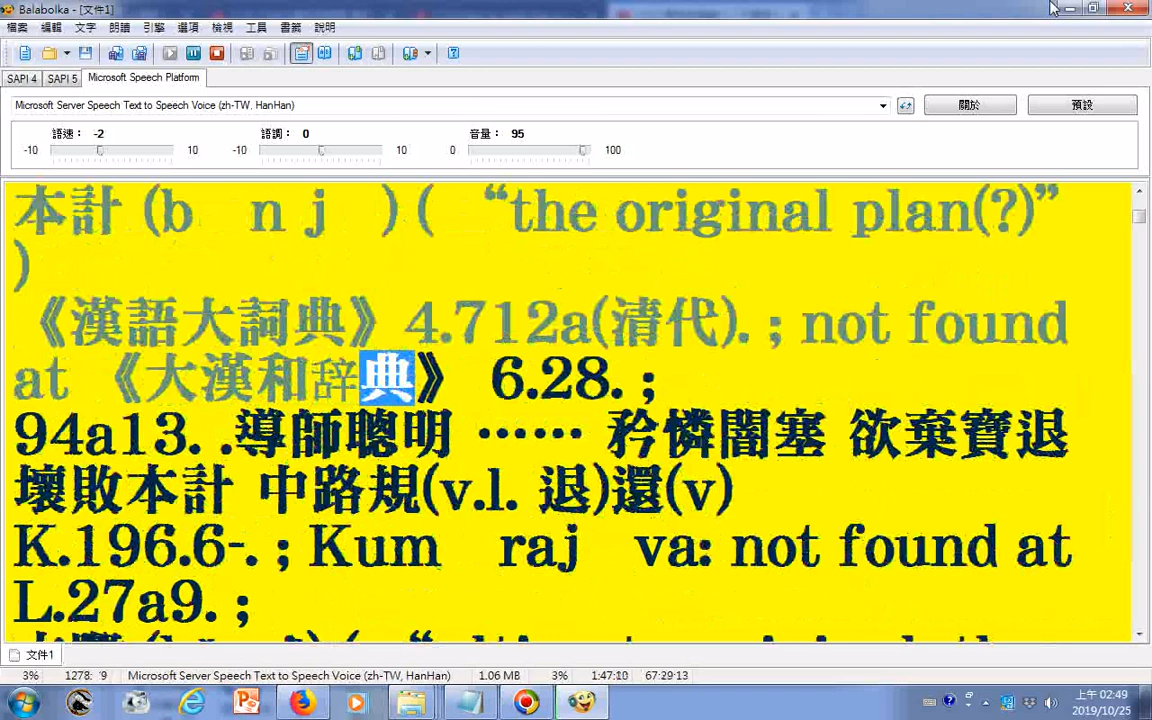 Balabolka - [文件1]
檔案 編輯 文字 朗讀 引擎 選項 檢視 工具 書籤 說明
SAPI 4 SAPI 5 Microsoft Speech Platform
Microsoft Server Speech Text to Speech Voice (zh-TW, HanHan) 關於 預設
語速： -2 語調： 0 音量： 95
-10 10 -10 10 0 100
本計 (b n j ) ( “the original plan(?)”
)
《漢語大詞典》 4.712a(清代). ; not found
at 《大漢和辞典》 6.28. ;
94a13. .導師聰明 …… 矜憐闇塞 欲棄寶退
壞敗本計 中路規(v.l. 退)還(v)
K.196.6-. ; Kum raj va: not found at
L.27a9. ;
文件1
3% Microsoft Server Speech Text to Speech Voice (zh-TW, HanHan) 1.06 MB 3% 67:29:13
上午 02:49
2019/10/25